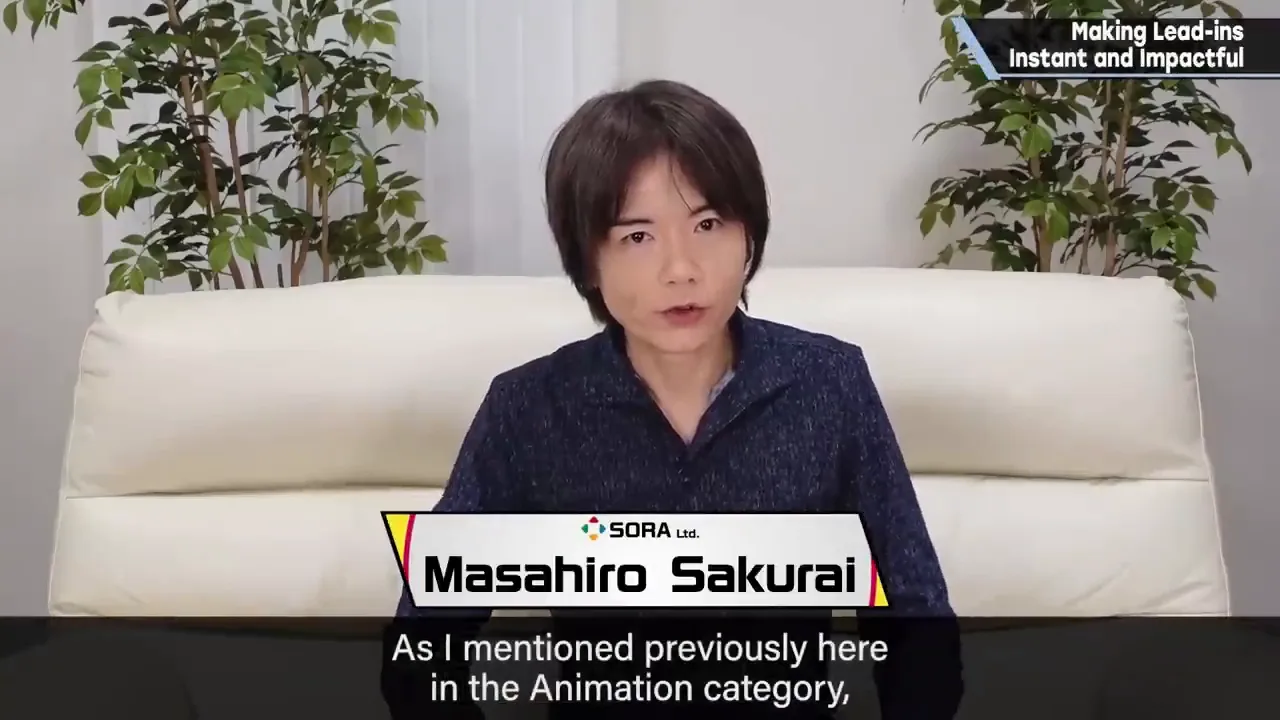 Making Lead-ins
Instant and Impactful
SORA Ltd.
Masahiro Sakurai
As I mentioned previously here
in the Animation category,